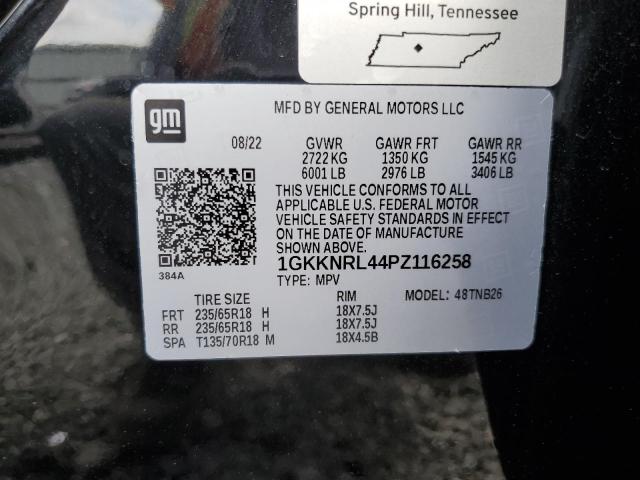 Spring Hill, Tennessee
gm
MFD BY GENERAL MOTORS LLC
08/22 GVWR GAWR FRT GAWR RR
2722 KG 1350 KG 1545 KG
6001 LB 2976 LB 3406 LB
THIS VEHICLE CONFORMS TO ALL
APPLICABLE U.S. FEDERAL MOTOR
VEHICLE SAFETY STANDARDS IN EFFECT
ON THE DATE OF MANUFACTURE
SHOWN ABOVE.
384A
1GKKNRL44PZ116258
TYPE: MPV
TIRE SIZE RIM MODEL: 48TNB26
FRT 235/65R18 H 18X7.5J
RR 235/65R18 H 18X7.5J
SPA T135/70R18 M 18X4.5B